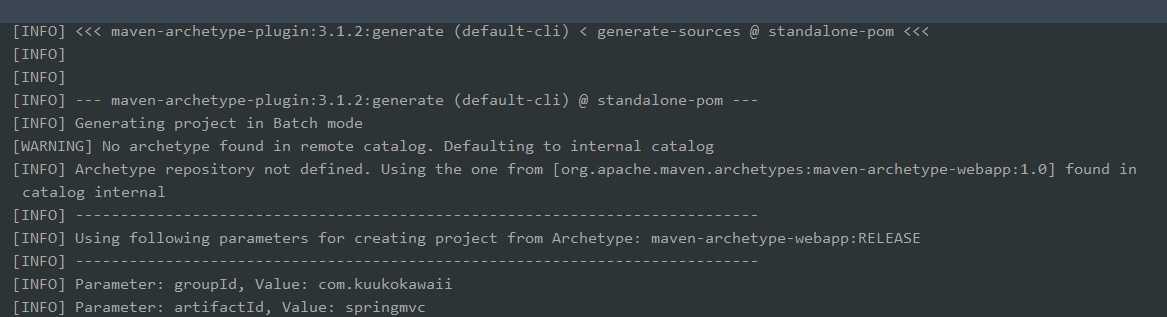 [INFO] <<< maven-archetype-plugin:3.1.2:generate (default-cli) < generate-sources @ standalone-pom <<<
[INFO]
[INFO]
[INFO] --- maven-archetype-plugin:3.1.2:generate (default-cli) @ standalone-pom ---
[INFO] Generating project in Batch mode
[WARNING] No archetype found in remote catalog. Defaulting to internal catalog
[INFO] Archetype repository not defined. Using the one from [org.apache.maven.archetypes:maven-archetype-webapp:1.0] found in
catalog internal
[INFO] ----------------------------------------------------------------------------
[INFO] Using following parameters for creating project from Archetype: maven-archetype-webapp:RELEASE
[INFO] ----------------------------------------------------------------------------
[INFO] Parameter: groupId, Value: com.kuukokawaii
[INFO] Parameter: artifactId, Value: springmvc